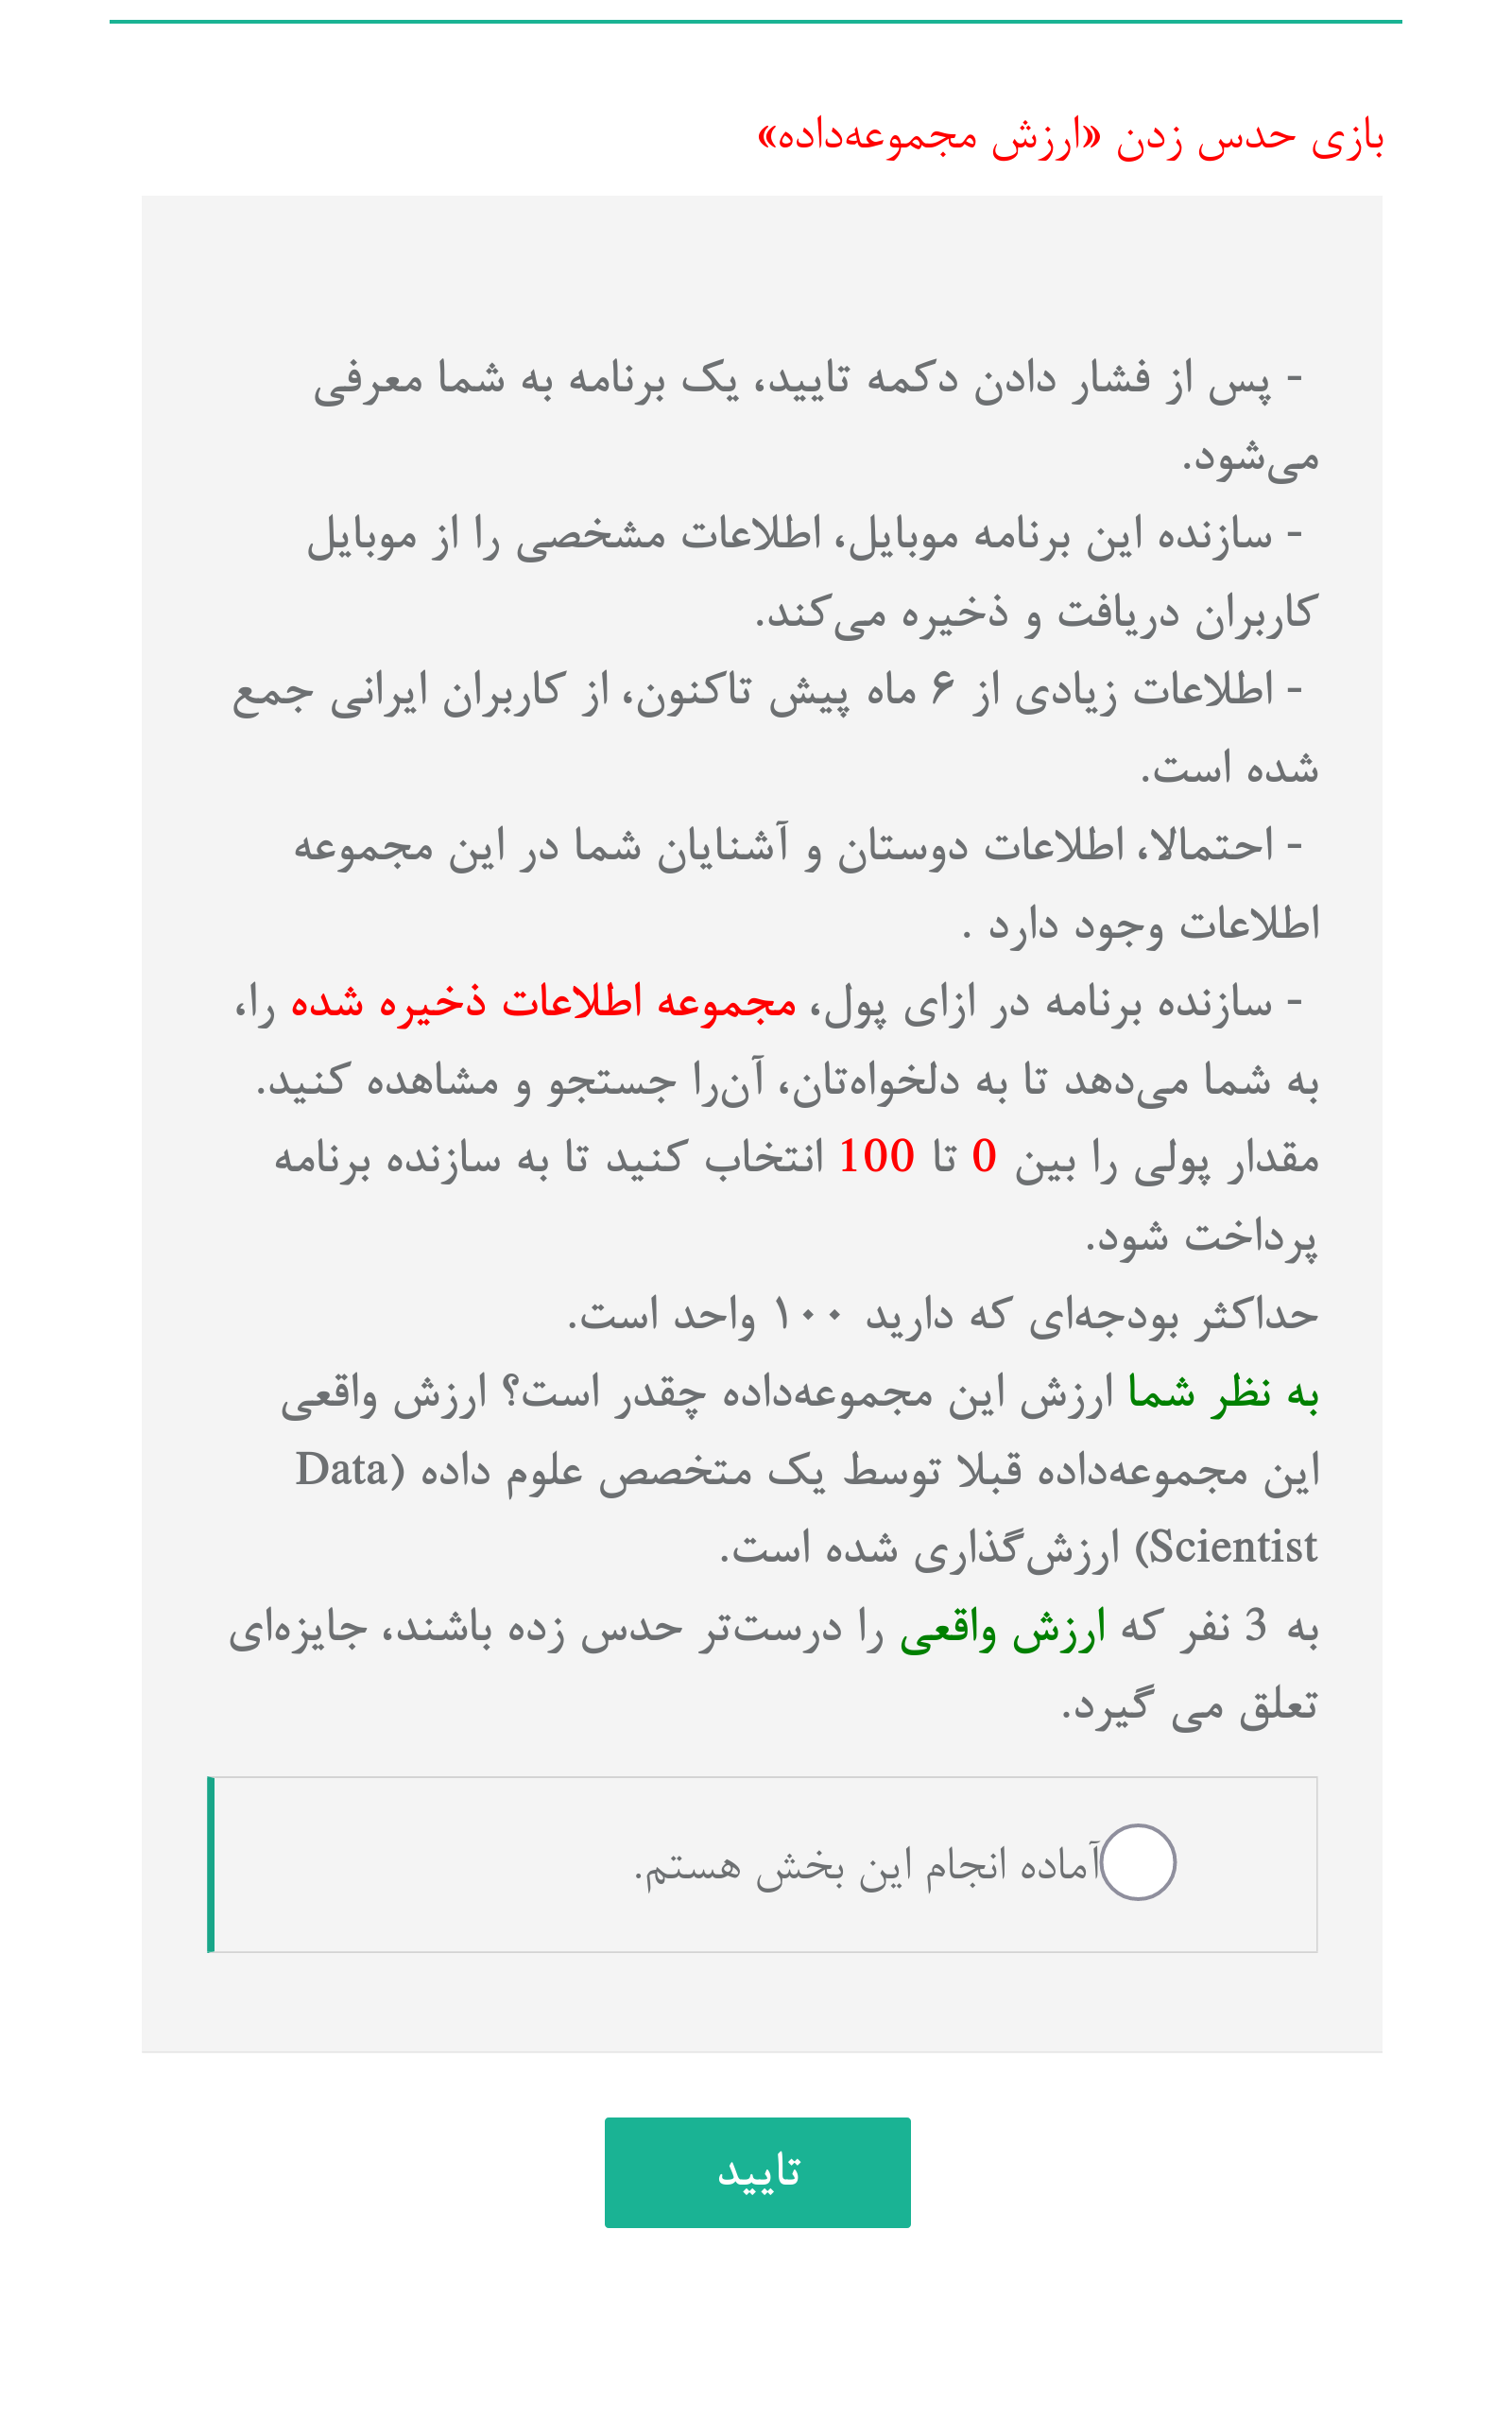 بازی حدس زدن «ارزش مجموعه‌داده»
- پس از فشار دادن دکمه تایید، یک برنامه به شما معرفی
می‌شود.
- سازنده این برنامه موبایل، اطلاعات مشخصی را از موبایل
کاربران دریافت و ذخیره می‌کند.
- اطلاعات زیادی از ۶ ماه پیش تاکنون، از کاربران ایرانی جمع
شده است.
- احتمالا، اطلاعات دوستان و آشنایان شما در این مجموعه
اطلاعات وجود دارد .
- سازنده برنامه در ازای پول، مجموعه اطلاعات ذخیره شده را،
به شما می‌دهد تا به دلخواه‌تان، آن‌را جستجو و مشاهده کنید.
مقدار پولی را بین 0 تا 100 انتخاب کنید تا به سازنده برنامه
پرداخت شود.
حداکثر بودجه‌ای که دارید ۱۰۰ واحد است.
به نظر شما ارزش این مجموعه‌داده چقدر است؟ ارزش واقعی
این مجموعه‌داده قبلا توسط یک متخصص علوم داده (Data
Scientist) ارزش‌گذاری شده است.
به 3 نفر که ارزش واقعی را درست‌تر حدس زده باشند، جایزه‌ای
تعلق می گیرد.
آماده انجام این بخش هستم.
تایید